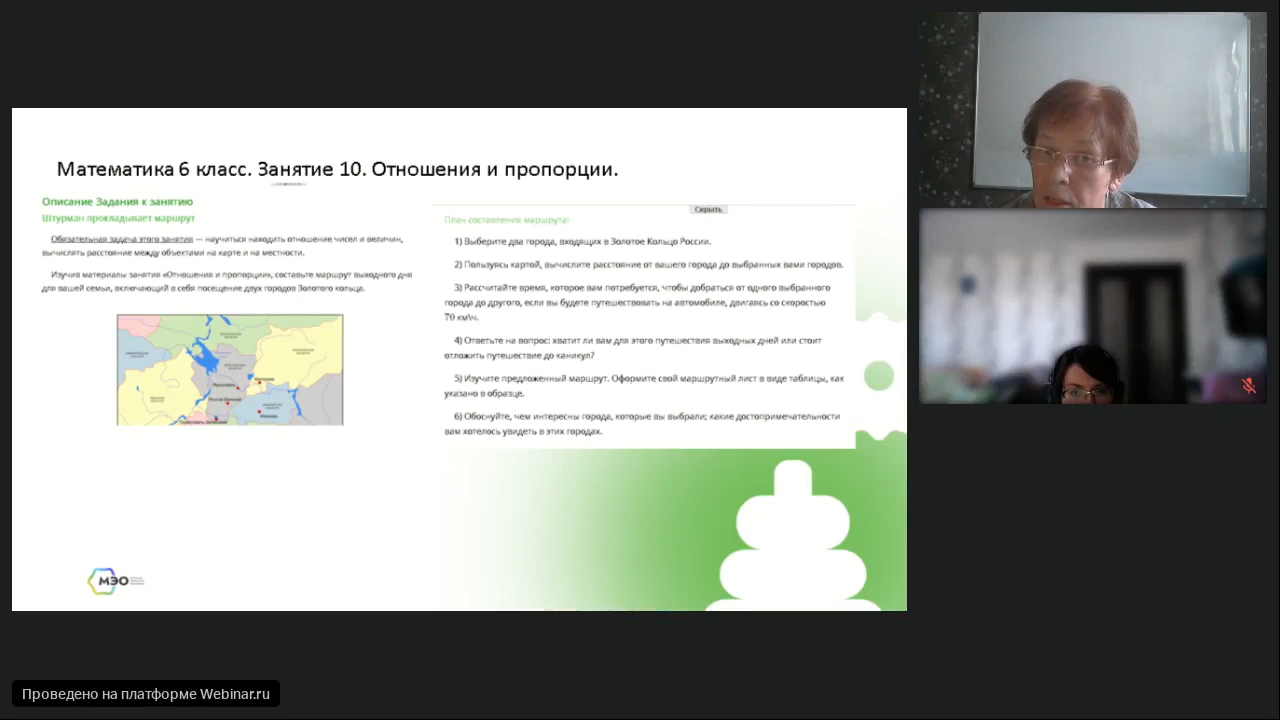 Математика 6 класс. Занятие 10. Отношения и пропорции.
Описание Задания к занятию
Штурман прокладывает маршрут
Обязательная задача этого занятия — научиться находить отношение чисел и величин,
вычислять расстояние между объектами на карте и на местности.
Изучив материалы занятия «Отношения и пропорции», составьте маршрут выходного дня
для вашей семьи, включающий в себя посещение двух городов Золотого кольца.
Скрыть
План составления маршрута:
1) Выберите два города, входящих в Золотое Кольцо России.
2) Пользуясь картой, вычислите расстояние от вашего города до выбранных вами городов.
3) Рассчитайте время, которое вам потребуется, чтобы добраться от одного выбранного
города до другого, если вы будете путешествовать на автомобиле, двигаясь со скоростью
70 км\ч.
4) Ответьте на вопрос: хватит ли вам для этого путешествия выходных дней или стоит
отложить путешествие до каникул?
5) Изучите предложенный маршрут. Оформите свой маршрутный лист в виде таблицы, как
указано в образце.
6) Обоснуйте, чем интересны города, которые вы выбрали; какие достопримечательности
вам хотелось увидеть в этих городах.
МЭО
Проведено на платформе Webinar.ru